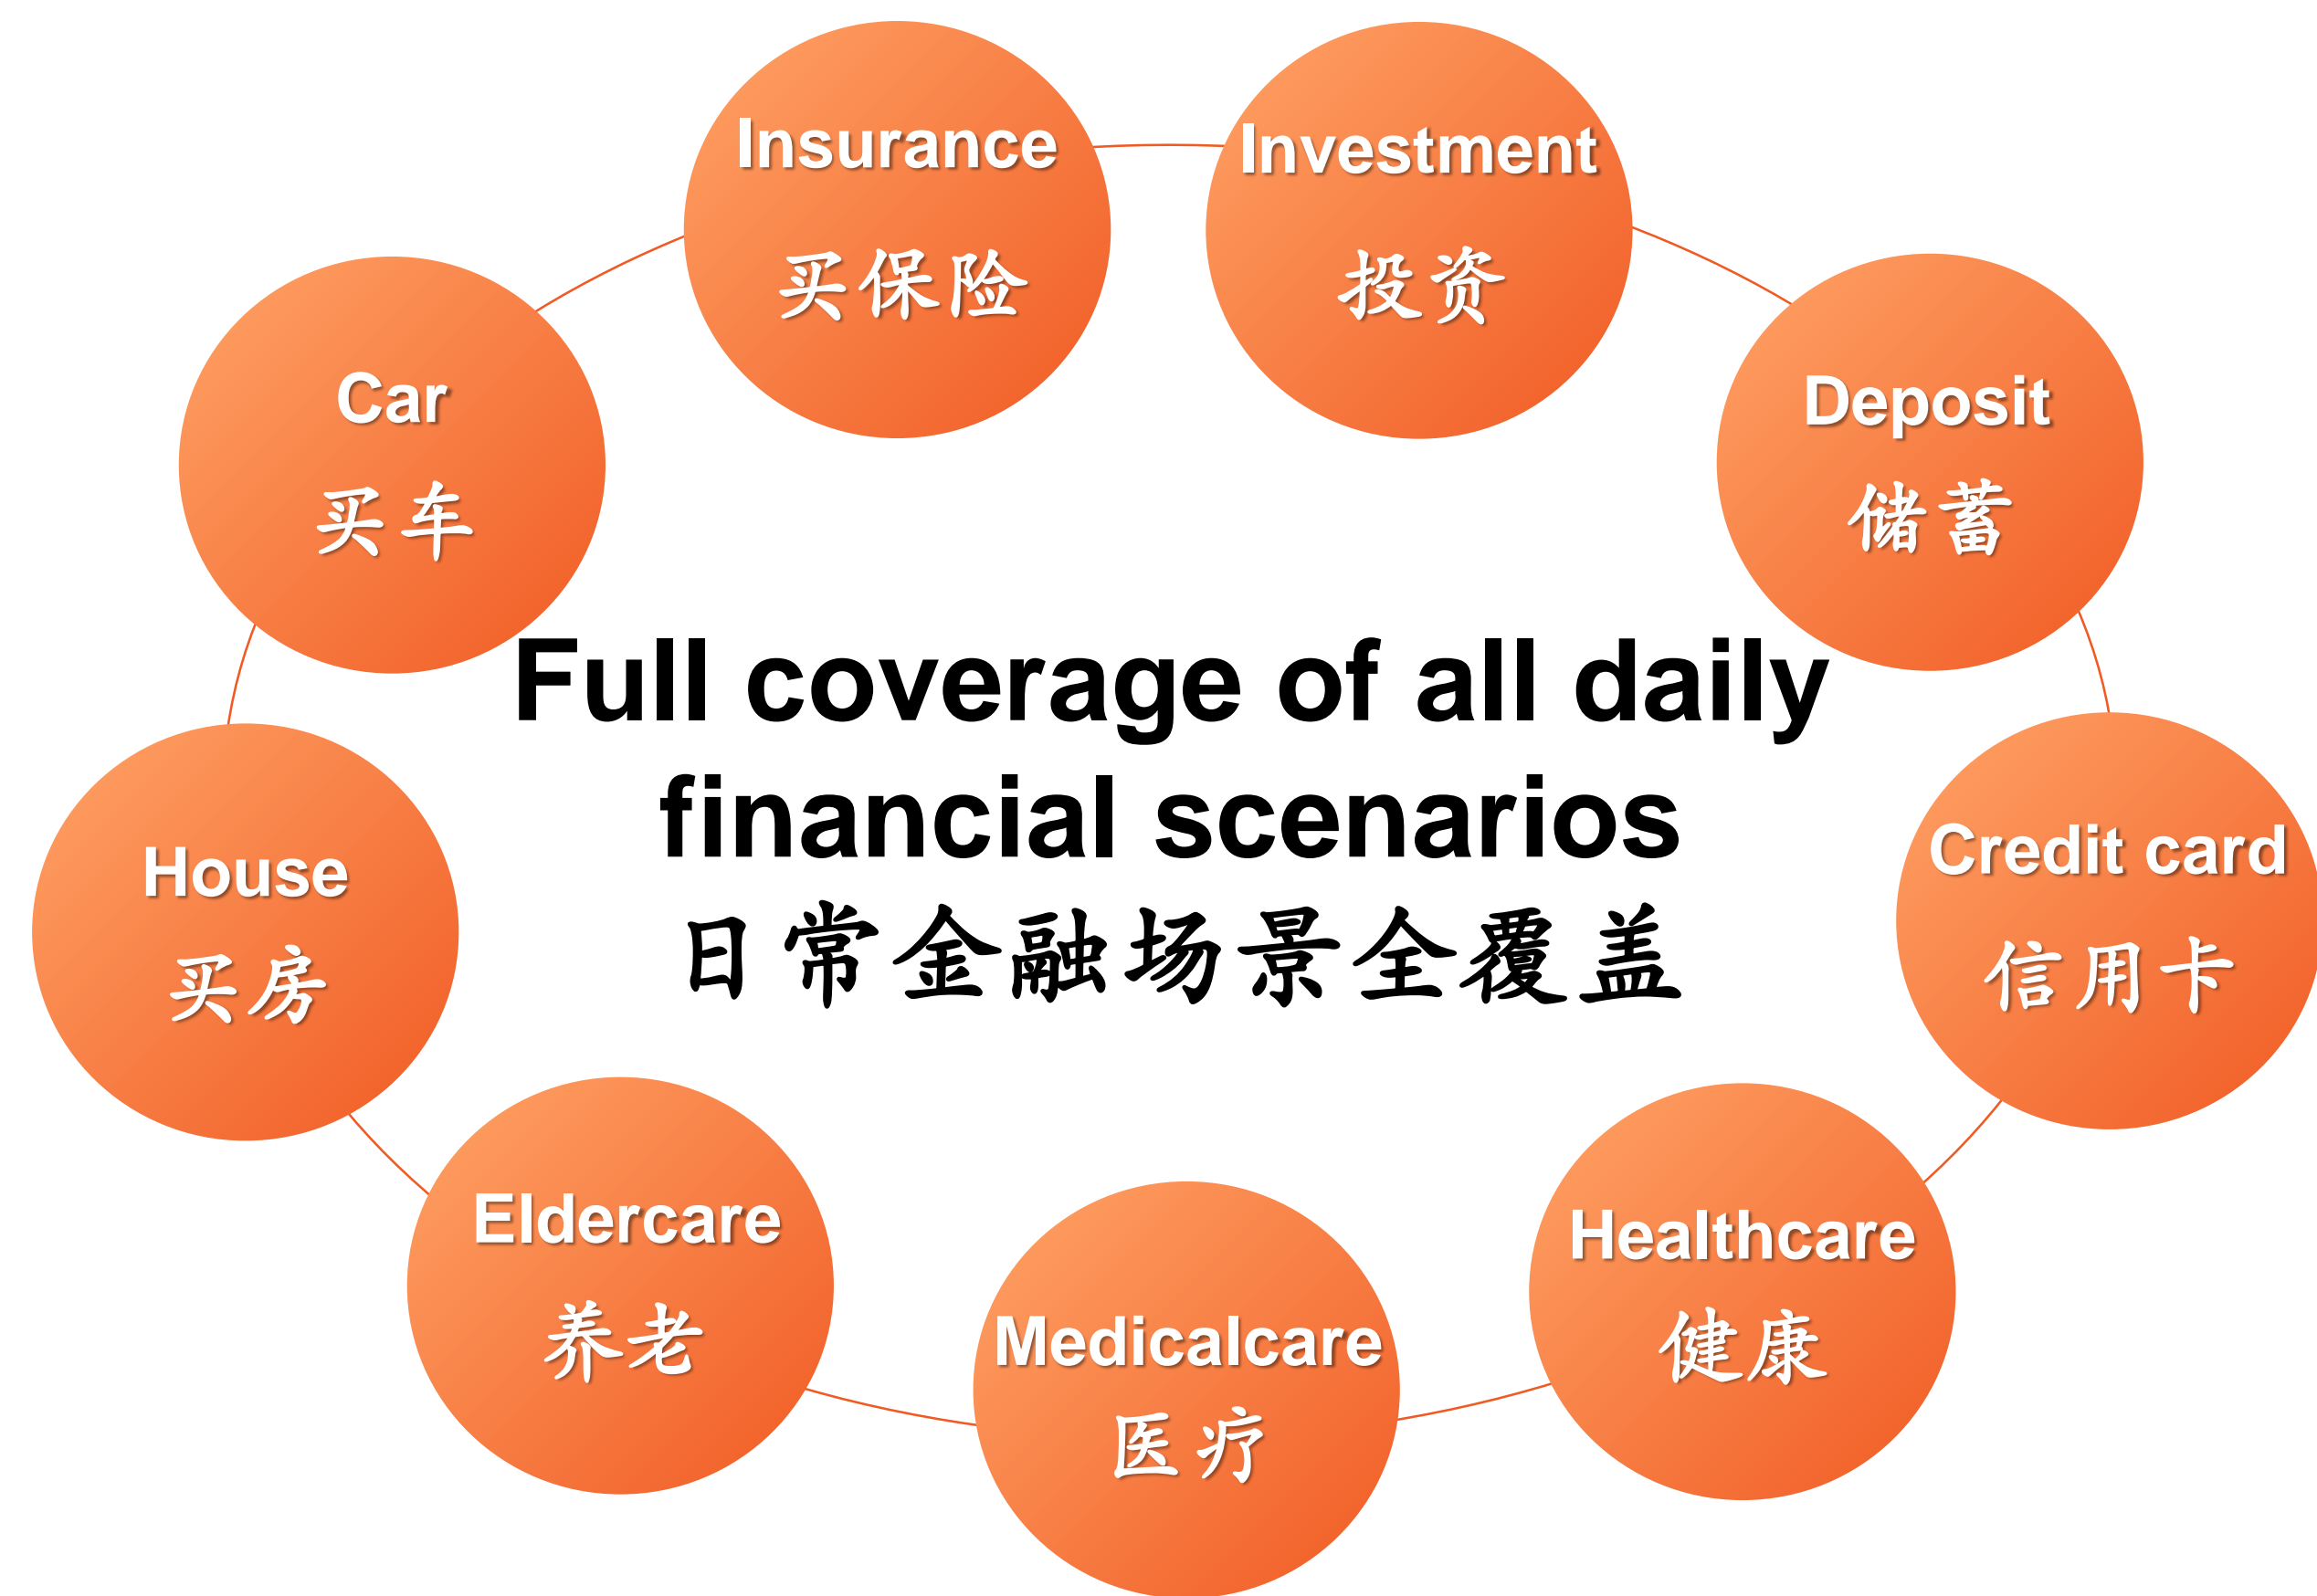 Insurance
买保险
Investment
投资
Car
买车
Deposit
储蓄
Full coverage of all daily
financial scenarios
日常金融场景全覆盖
House
买房
Credit card
信用卡
Eldercare
养老
Healthcare
健康
Medicalcare
医疗